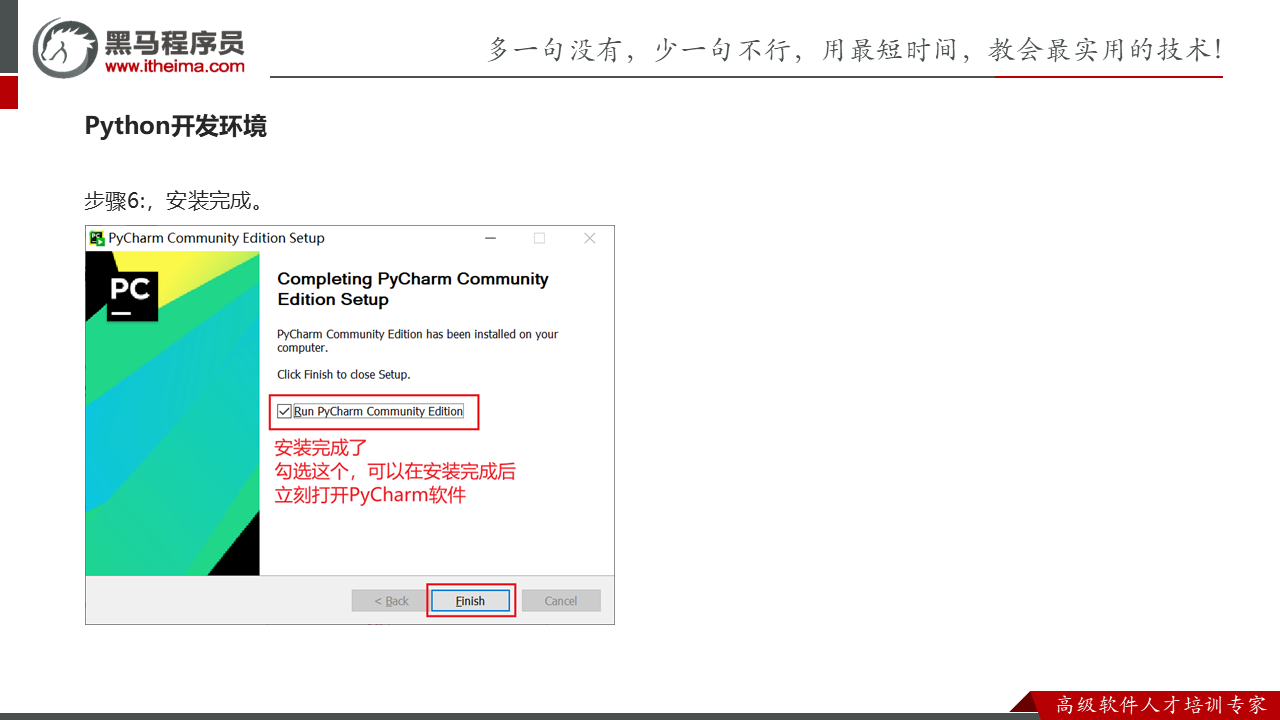 黑马程序员
www.itheima.com
多一句没有，少一句不行，用最短时间，教会最实用的技术！
Python开发环境
步骤6:，安装完成。
PyCharm Community Edition Setup
PC
Completing PyCharm Community
Edition Setup
PyCharm Community Edition has been installed on your
computer.
Click Finish to close Setup.
Run PyCharm Community Edition
安装完成了
勾选这个，可以在安装完成后
立刻打开PyCharm软件
< Back
Finish
Cancel
高级软件人才培训专家